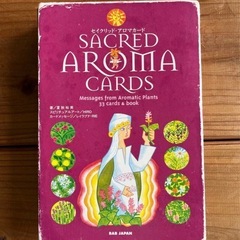 セイクリッド・アロマカード
SACRED
AROMA
CARDS
Messages from Aromatic Plants
33 cards & book
BAB JAPAN